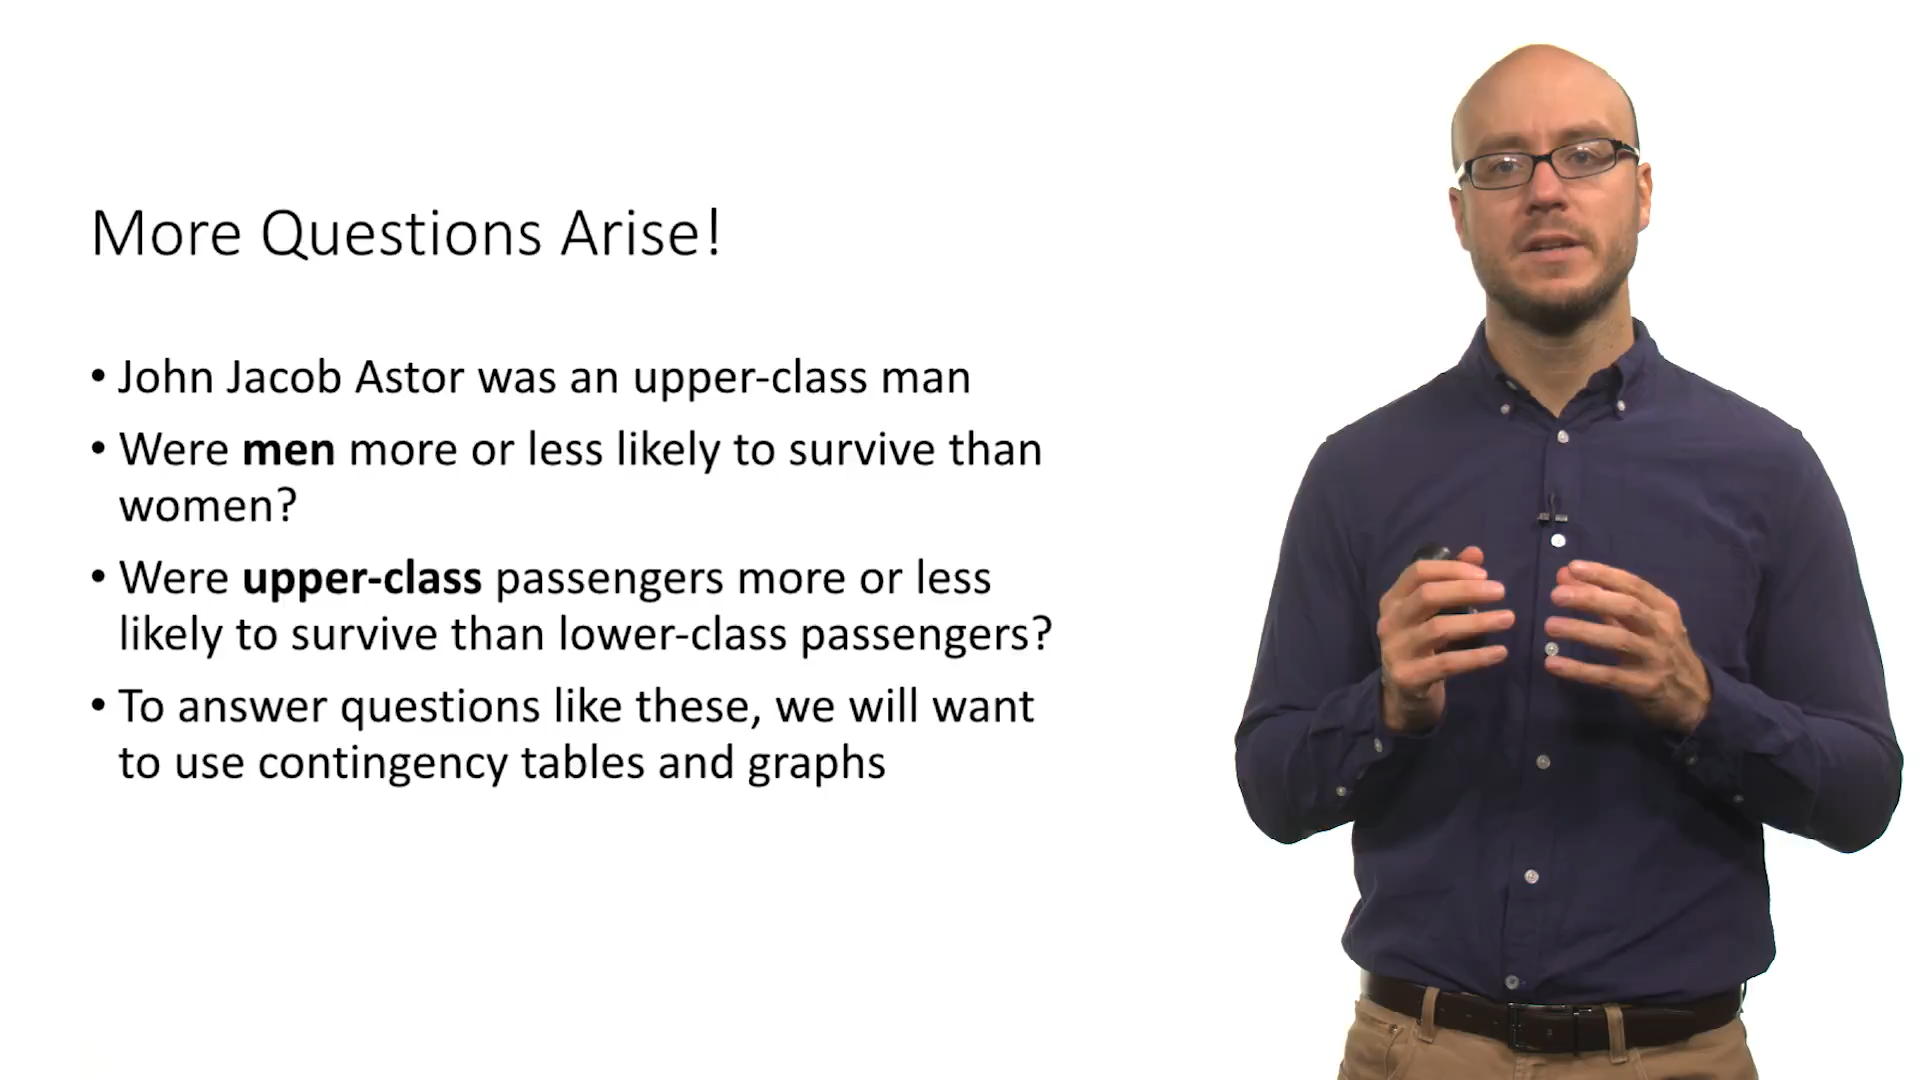 More Questions Arise!
• John Jacob Astor was an upper-class man
• Were men more or less likely to survive than
women?
• Were upper-class passengers more or less
likely to survive than lower-class passengers?
• To answer questions like these, we will want
to use contingency tables and graphs